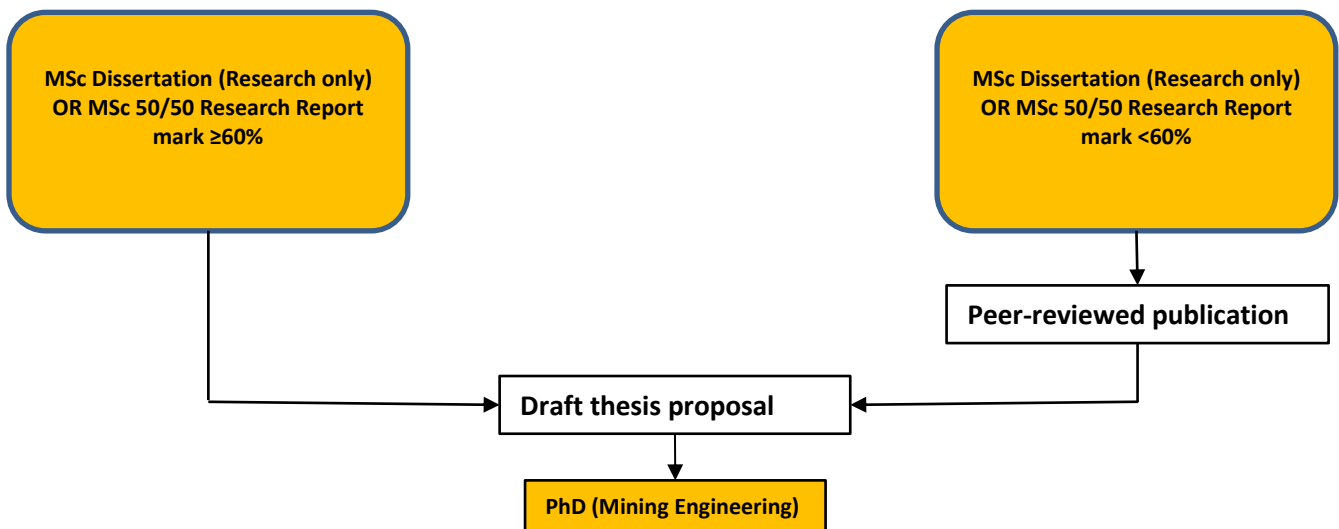 MSc Dissertation (Research only)
OR MSc 50/50 Research Report
mark ≥60%
MSc Dissertation (Research only)
OR MSc 50/50 Research Report
mark <60%
Peer-reviewed publication
Draft thesis proposal
PhD (Mining Engineering)